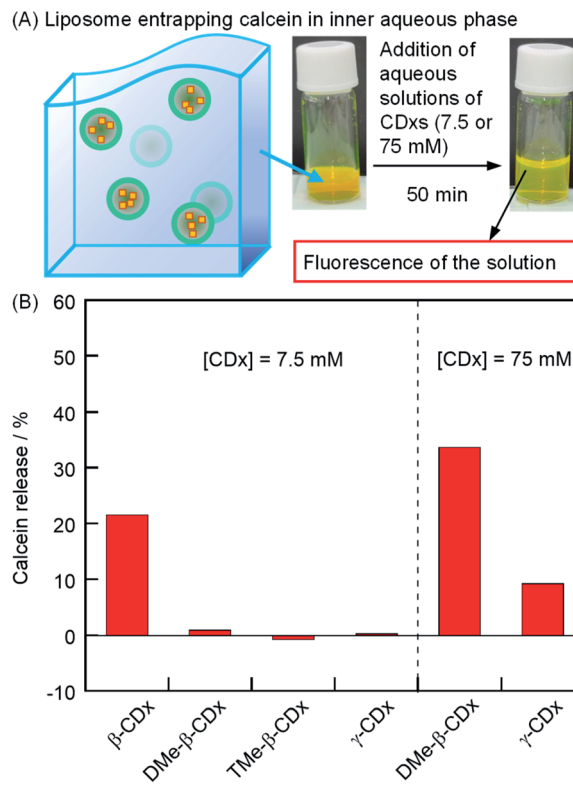 (A) Liposome entrapping calcein in inner aqueous phase
Addition of
aqueous
solutions of
CDxs (7.5 or
75 mM)
50 min
Fluorescence of the solution
(B)
60
50
40
30
20
10
0
-10
Calcein release / %
[CDx] = 7.5 mM
[CDx] = 75 mM
β-CDx
DMe-β-CDx
TMe-β-CDx
γ-CDx
DMe-β-CDx
γ-CDx